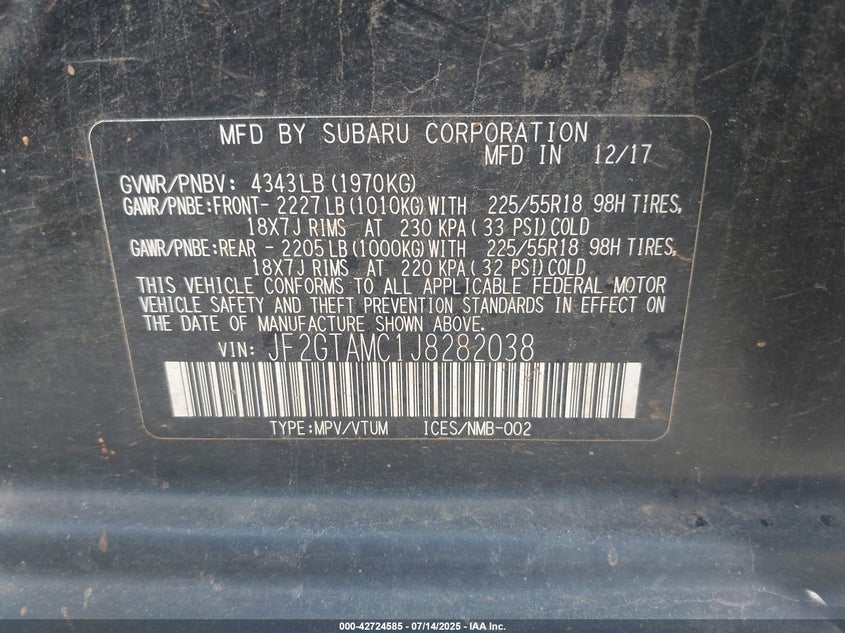 MFD BY SUBARU CORPORATION
MFD IN 12/17
GVWR/PNBV: 4343LB (1970KG)
GAWR/PNBE:FRONT- 2227 LB (1010KG) WITH 225/55R18 98H TIRES,
18X7J RIMS AT 230 KPA ( 33 PSI) COLD
GAWR/PNBE:REAR - 2205 LB (1000KG) WITH 225/55R18 98H TIRES,
18X7J RIMS AT 220 KPA ( 32 PSI) COLD
THIS VEHICLE CONFORMS TO ALL APPLICABLE FEDERAL MOTOR
VEHICLE SAFETY AND THEFT PREVENTION STANDARDS IN EFFECT ON
THE DATE OF MANUFACTURE SHOWN ABOVE.
VIN: JF2GTAMC1J8282038
TYPE:MPV/VTUM ICES/NMB-002
000-42724585 - 07/14/2025 - IAA Inc.